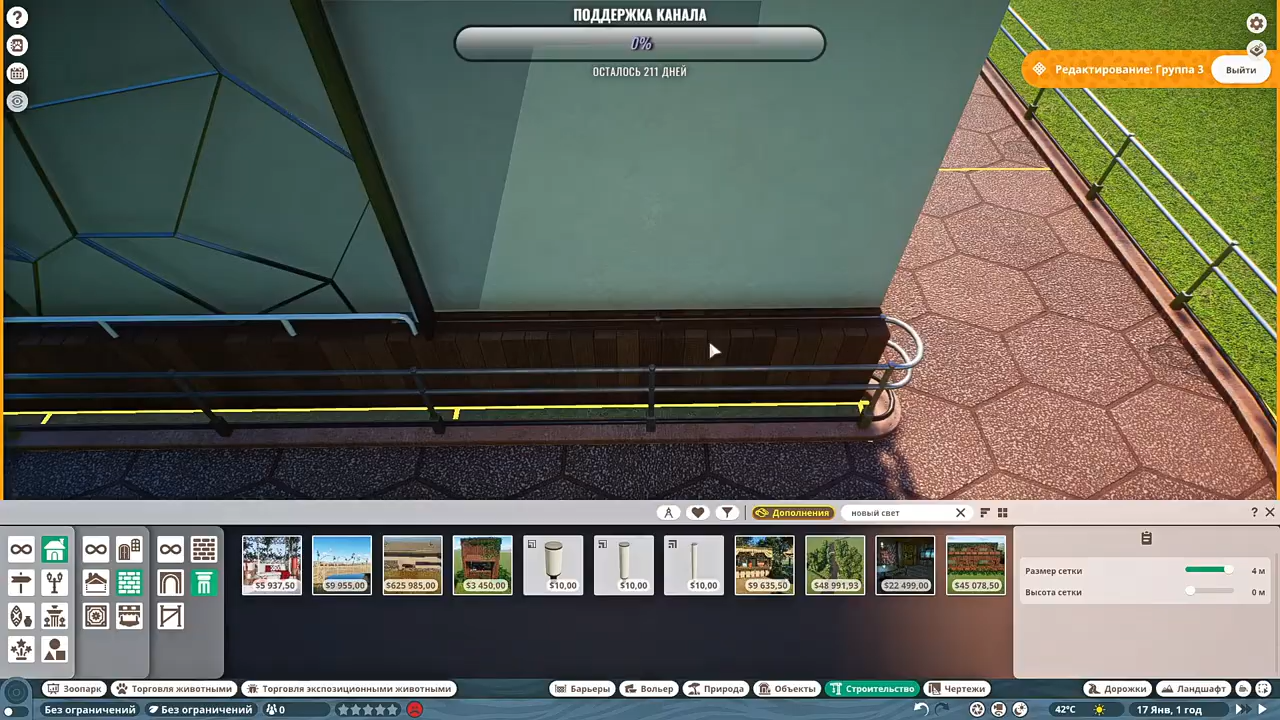 ПОДДЕРЖКА КАНАЛА
0%
ОСТАЛОСЬ 211 ДНЕЙ
Редактирование: Группа 3
Выйти
Дополнения
новый свет
$5 937,50
$9 955,00
$625 985,00
$3 450,00
$10,00
$10,00
$10,00
$9 635,50
$48 991,93
$22 499,00
$45 078,50
Размер сетки
4 м
Высота сетки
0 м
Зоопарк
Торговля животными
Торговля экспозиционными животными
Барьеры
Вольер
Природа
Объекты
Строительство
Чертежи
Дорожки
Ландшафт
Без ограничений
Без ограничений
0
42°C
17 Янв, 1 год